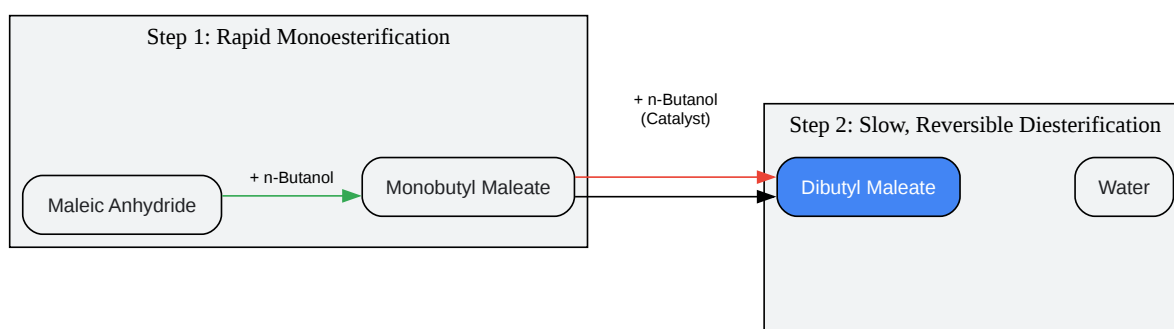 Step 1: Rapid Monoesterification
Maleic Anhydride
+ n-Butanol
Monobutyl Maleate
+ n-Butanol
(Catalyst)
Step 2: Slow, Reversible Diesterification
Dibutyl Maleate
Water